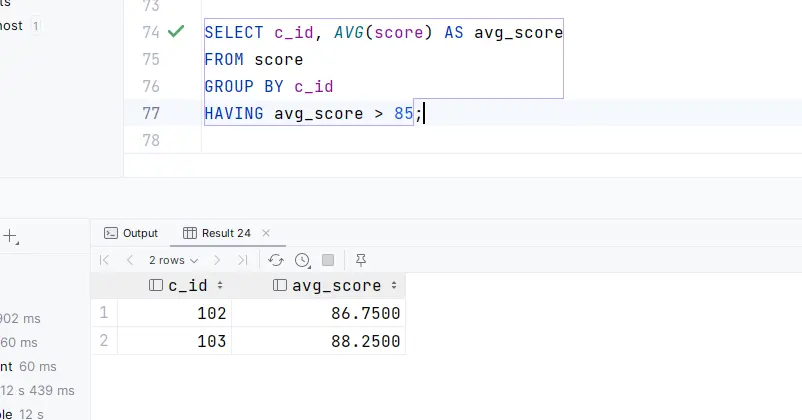 ts
host 1
73
74 SELECT c_id, AVG(score) AS avg_score
75 FROM score
76 GROUP BY c_id
77 HAVING avg_score > 85;
78
Output Result 24
2 rows
c_id avg_score
1 102 86.7500
2 103 88.2500
902 ms
60 ms
nt 60 ms
12 s 439 ms
ole 12 s